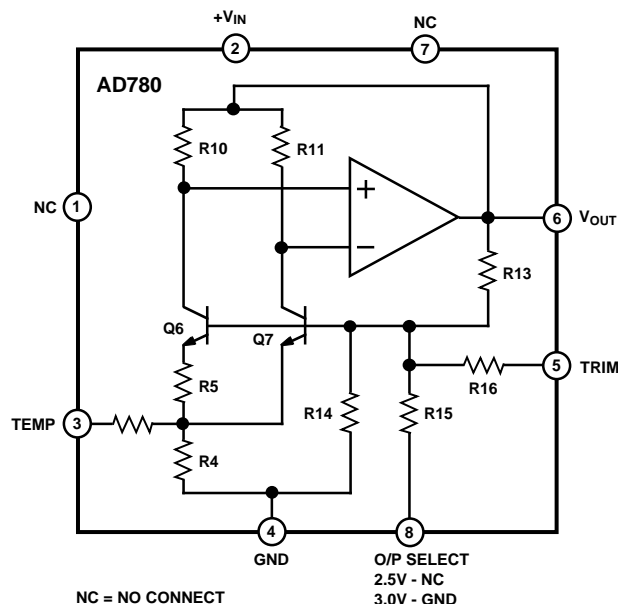 +VIN
NC
2
7
AD780
R10
R11
NC
1
+
−
6
VOUT
R13
Q6
Q7
R5
R14
R15
R16
5
TRIM
TEMP
3
R4
4
8
GND
O/P SELECT
2.5V - NC
3.0V - GND
NC = NO CONNECT